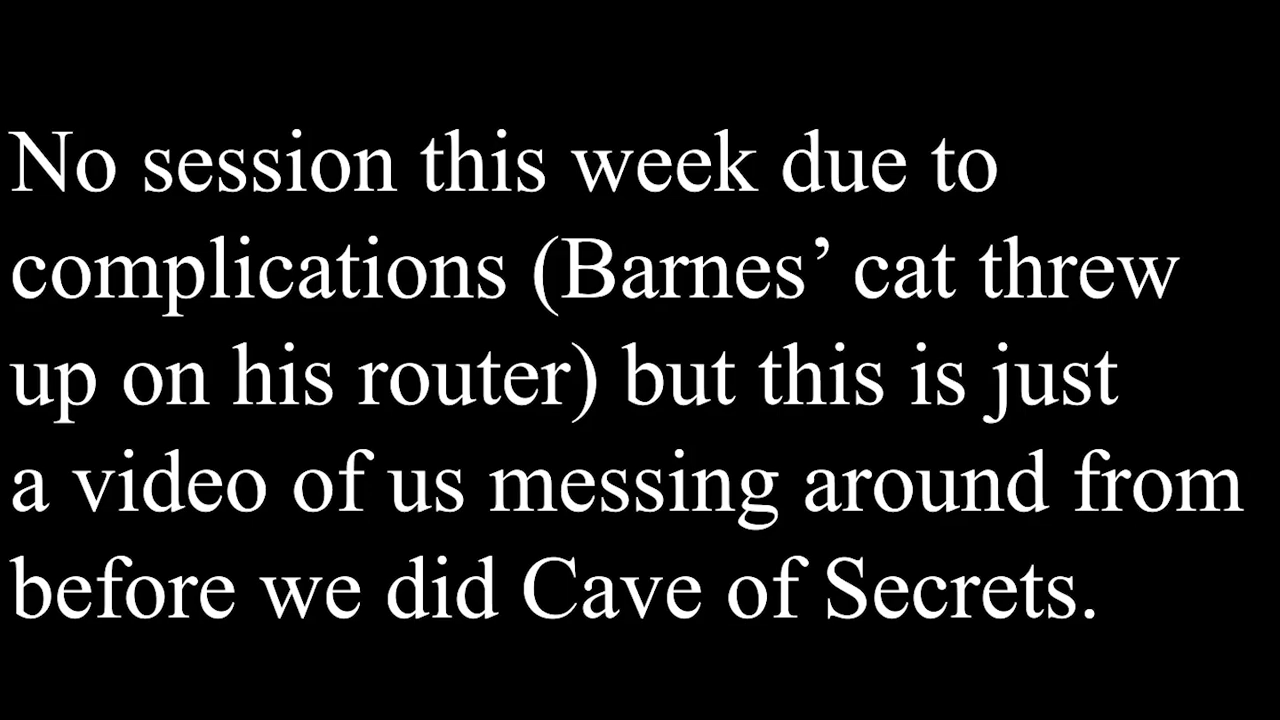 No session this week due to
complications (Barnes’ cat threw
up on his router) but this is just
a video of us messing around from
before we did Cave of Secrets.